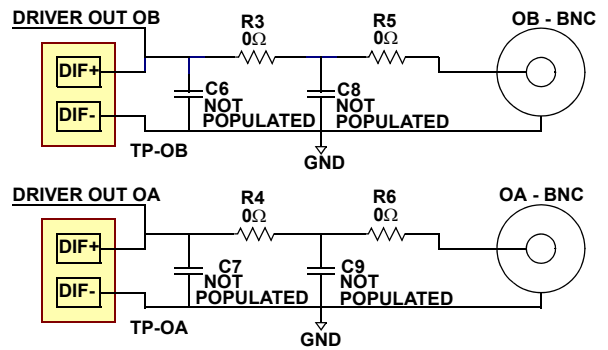 DRIVER OUT OB
R3
0Ω
R5
0Ω
OB - BNC
DIF+
DIF-
C6
NOT
POPULATED
C8
NOT
POPULATED
TP-OB
GND
DRIVER OUT OA
R4
0Ω
R6
0Ω
OA - BNC
DIF+
DIF-
C7
NOT
POPULATED
C9
NOT
POPULATED
TP-OA
GND